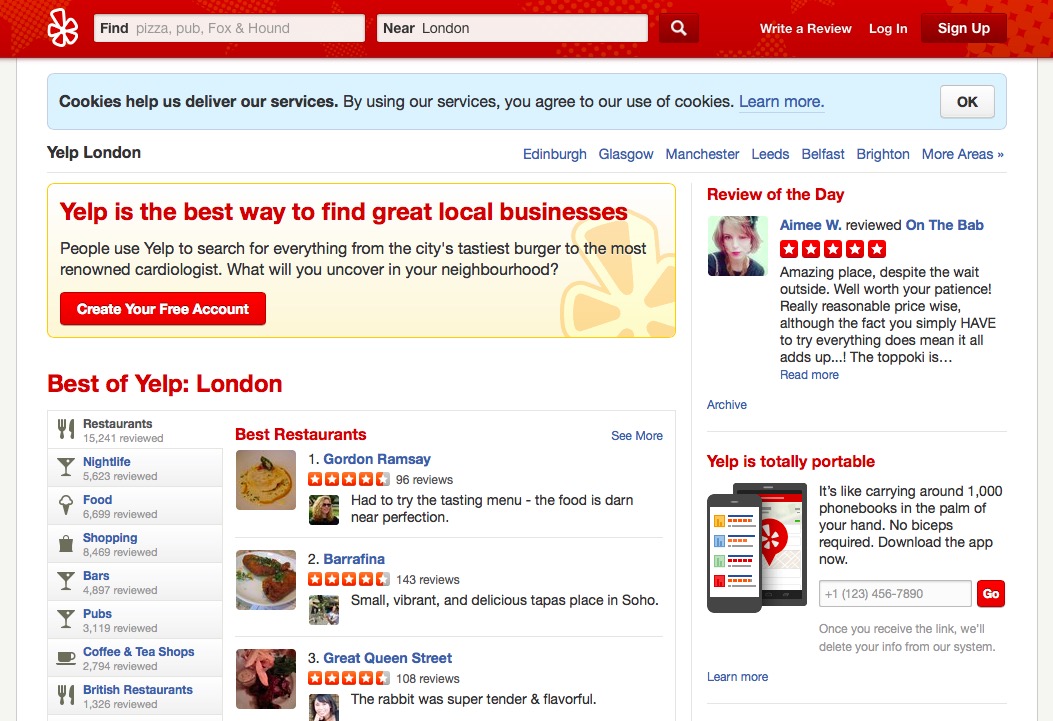 Find pizza, pub, Fox & Hound
Near London
Write a Review
Log In
Sign Up
Cookies help us deliver our services. By using our services, you agree to our use of cookies. Learn more.
OK
Yelp London
Edinburgh Glasgow Manchester Leeds Belfast Brighton More Areas »
Yelp is the best way to find great local businesses
People use Yelp to search for everything from the city's tastiest burger to the most
renowned cardiologist. What will you uncover in your neighbourhood?
Create Your Free Account
Best of Yelp: London
Restaurants
15,241 reviewed
Nightlife
5,623 reviewed
Food
6,699 reviewed
Shopping
8,469 reviewed
Bars
4,897 reviewed
Pubs
3,119 reviewed
Coffee & Tea Shops
2,794 reviewed
British Restaurants
1,326 reviewed
Best Restaurants
See More
1. Gordon Ramsay
96 reviews
Had to try the tasting menu - the food is darn
near perfection.
2. Barrafina
143 reviews
Small, vibrant, and delicious tapas place in Soho.
3. Great Queen Street
108 reviews
The rabbit was super tender & flavorful.
Review of the Day
Aimee W. reviewed On The Bab
Amazing place, despite the wait
outside. Well worth your patience!
Really reasonable price wise,
although the fact you simply HAVE
to try everything does mean it all
adds up...! The toppoki is…
Read more
Archive
Yelp is totally portable
It’s like carrying around 1,000
phonebooks in the palm of
your hand. No biceps
required. Download the app
now.
+1 (123) 456-7890
Go
Once you receive the link, we’ll
delete your info from our system.
Learn more